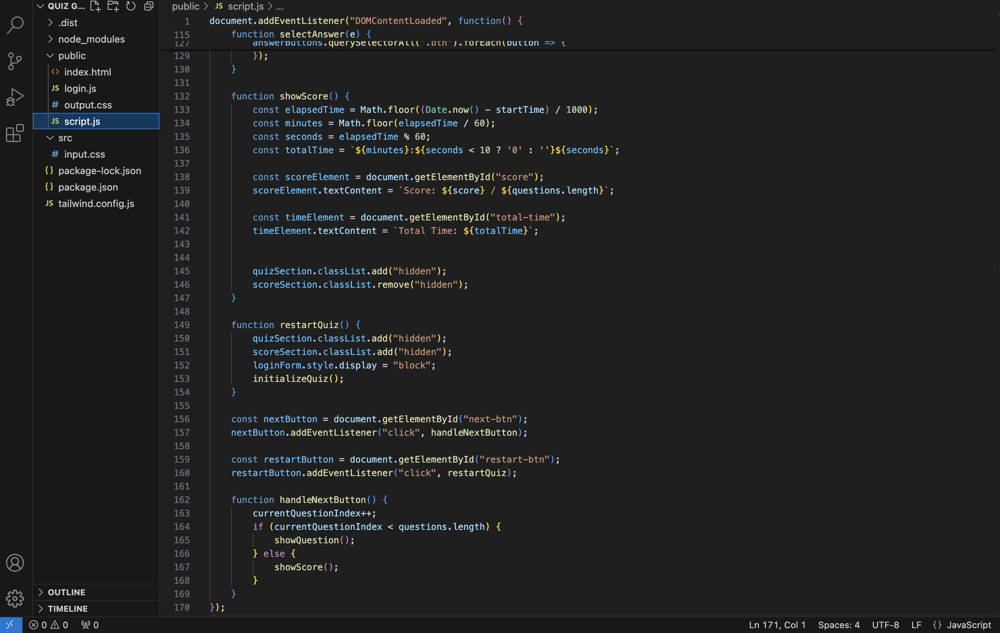 QUIZ G...
.dist
node_modules
public
<> index.html
JS login.js
# output.css
JS script.js
src
# input.css
{} package-lock.json
{} package.json
JS tailwind.config.js
OUTLINE
TIMELINE
public > JS script.js > ...
1 document.addEventListener("DOMContentLoaded", function() {
115     function selectAnswer(e) {
127         answerButtons.querySelectorAll('.btn').forEach(button => {
129         });
130     }
131
132     function showScore() {
133         const elapsedTime = Math.floor((Date.now() - startTime) / 1000);
134         const minutes = Math.floor(elapsedTime / 60);
135         const seconds = elapsedTime % 60;
136         const totalTime = `${minutes}:${seconds < 10 ? '0' : ''}${seconds}`;
137
138         const scoreElement = document.getElementById("score");
139         scoreElement.textContent = `Score: ${score} / ${questions.length}`;
140
141         const timeElement = document.getElementById("total-time");
142         timeElement.textContent = `Total Time: ${totalTime}`;
143
144
145         quizSection.classList.add("hidden");
146         scoreSection.classList.remove("hidden");
147     }
148
149     function restartQuiz() {
150         quizSection.classList.add("hidden");
151         scoreSection.classList.add("hidden");
152         loginForm.style.display = "block";
153         initializeQuiz();
154     }
155
156     const nextButton = document.getElementById("next-btn");
157     nextButton.addEventListener("click", handleNextButton);
158
159     const restartButton = document.getElementById("restart-btn");
160     restartButton.addEventListener("click", restartQuiz);
161
162     function handleNextButton() {
163         currentQuestionIndex++;
164         if (currentQuestionIndex < questions.length) {
165             showQuestion();
166         } else {
167             showScore();
168         }
169     }
170 });
0 0 0
Ln 171, Col 1 Spaces: 4 UTF-8 LF {} JavaScript